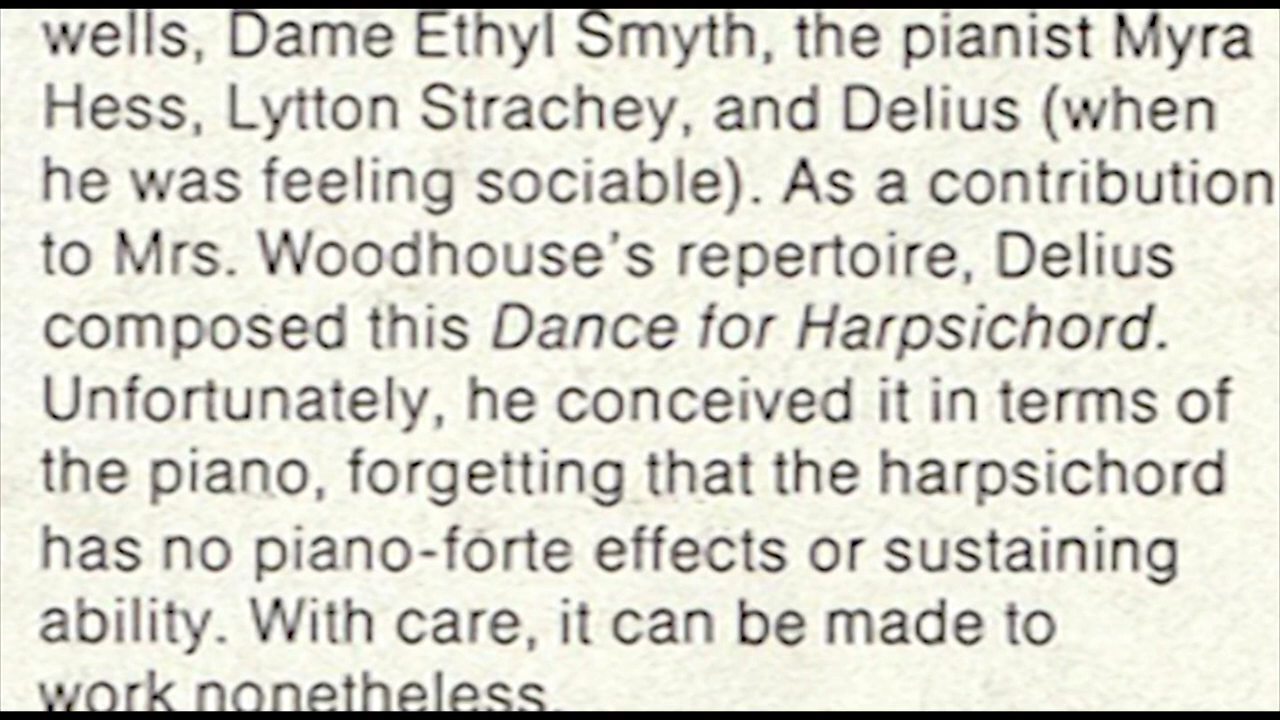 wells, Dame Ethyl Smyth, the pianist Myra
Hess, Lytton Strachey, and Delius (when
he was feeling sociable). As a contribution
to Mrs. Woodhouse's repertoire, Delius
composed this Dance for Harpsichord.
Unfortunately, he conceived it in terms of
the piano, forgetting that the harpsichord
has no piano-forte effects or sustaining
ability. With care, it can be made to
work nonetheless.